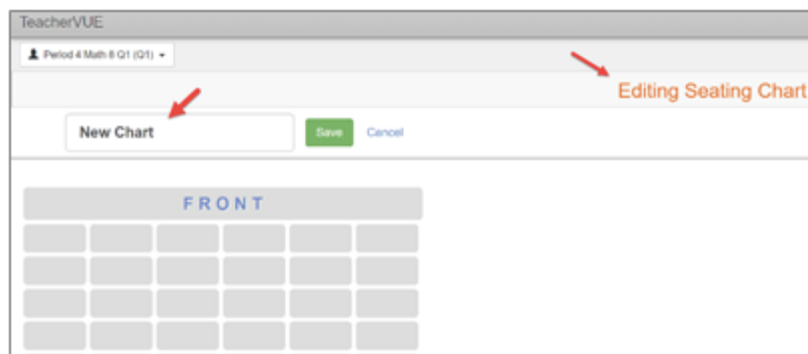 TeacherVUE
Period 4 Math 8 Q1 (Q1)
Editing Seating Chart
New Chart Save Cancel
FRONT